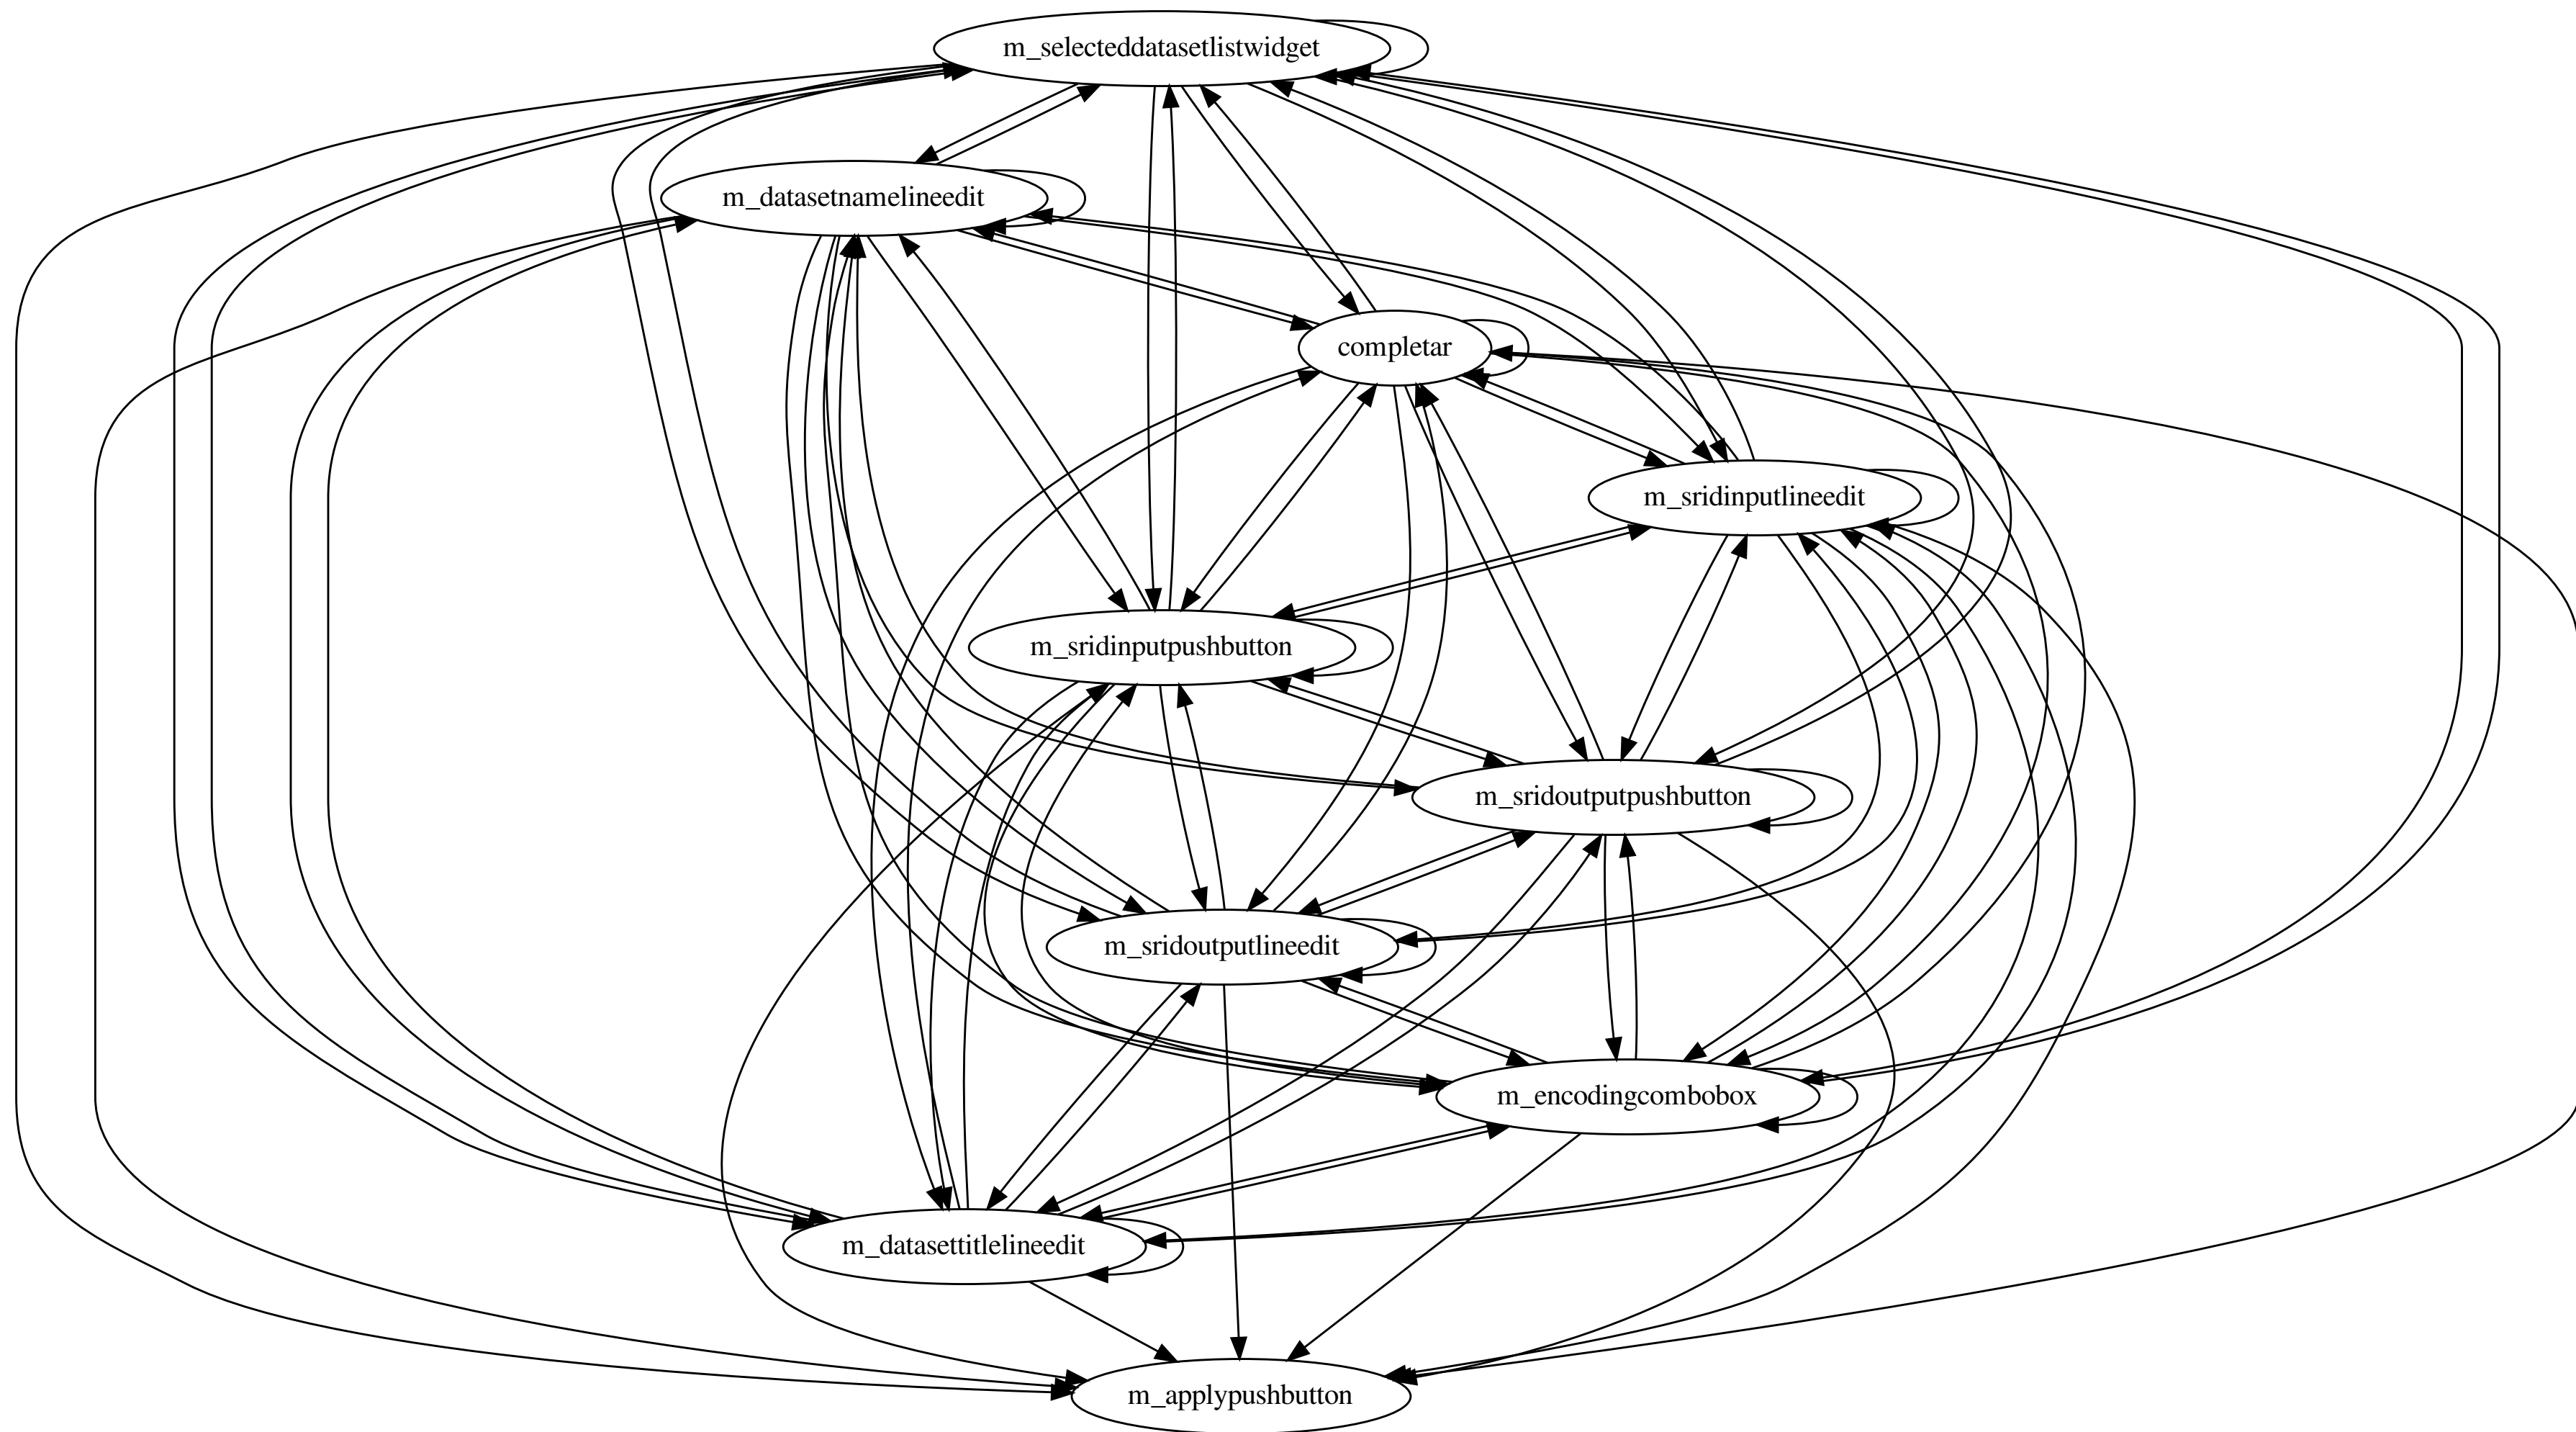 m_selecteddatasetlistwidget
m_datasetnamelineedit
completar
m_sridinputlineedit
m_sridinputpushbutton
m_sridoutputpushbutton
m_sridoutputlineedit
m_encodingcombobox
m_datasettitlelineedit
m_applypushbutton